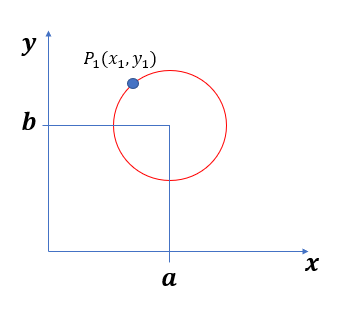 y
P₁(x₁, y₁)
b
x
a